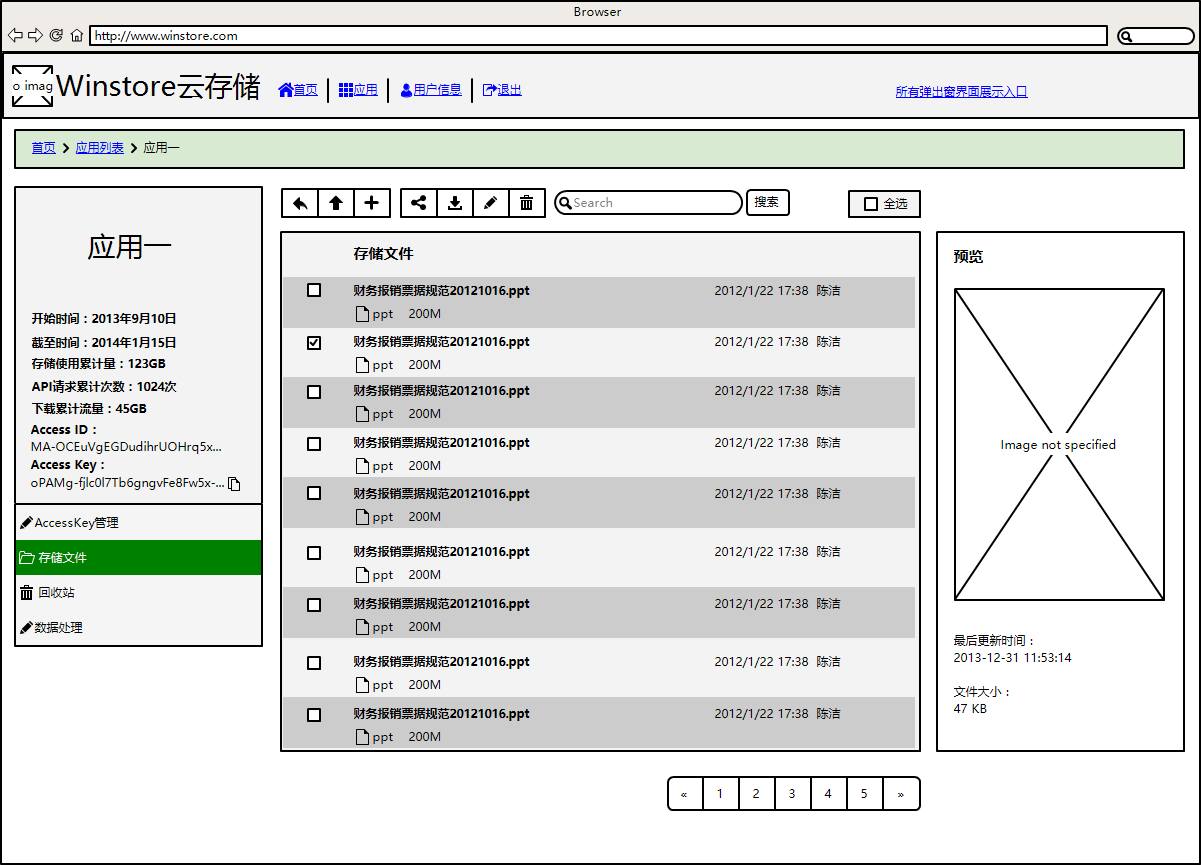 Browser
http://www.winstore.com
o imag
Winstore云存储
首页
应用
用户信息
退出
所有弹出窗界面展示入口
首页 应用列表 应用一
应用一
开始时间：2013年9月10日
截至时间：2014年1月15日
存储使用累计量：123GB
API请求累计次数：1024次
下载累计流量：45GB
Access ID：
MA-OCEuVgEGDudihrUOHrq5x...
Access Key：
oPAMg-fjlc0l7Tb6gngvFe8Fw5x-...
AccessKey管理
存储文件
回收站
数据处理
Search
搜索
全选
存储文件
财务报销票据规范20121016.ppt 2012/1/22 17:38 陈洁
ppt 200M
财务报销票据规范20121016.ppt 2012/1/22 17:38 陈洁
ppt 200M
财务报销票据规范20121016.ppt 2012/1/22 17:38 陈洁
ppt 200M
财务报销票据规范20121016.ppt 2012/1/22 17:38 陈洁
ppt 200M
财务报销票据规范20121016.ppt 2012/1/22 17:38 陈洁
ppt 200M
财务报销票据规范20121016.ppt 2012/1/22 17:38 陈洁
ppt 200M
财务报销票据规范20121016.ppt 2012/1/22 17:38 陈洁
ppt 200M
财务报销票据规范20121016.ppt 2012/1/22 17:38 陈洁
ppt 200M
财务报销票据规范20121016.ppt 2012/1/22 17:38 陈洁
ppt 200M
« 1 2 3 4 5 »
预览
Image not specified
最后更新时间：
2013-12-31 11:53:14
文件大小：
47 KB